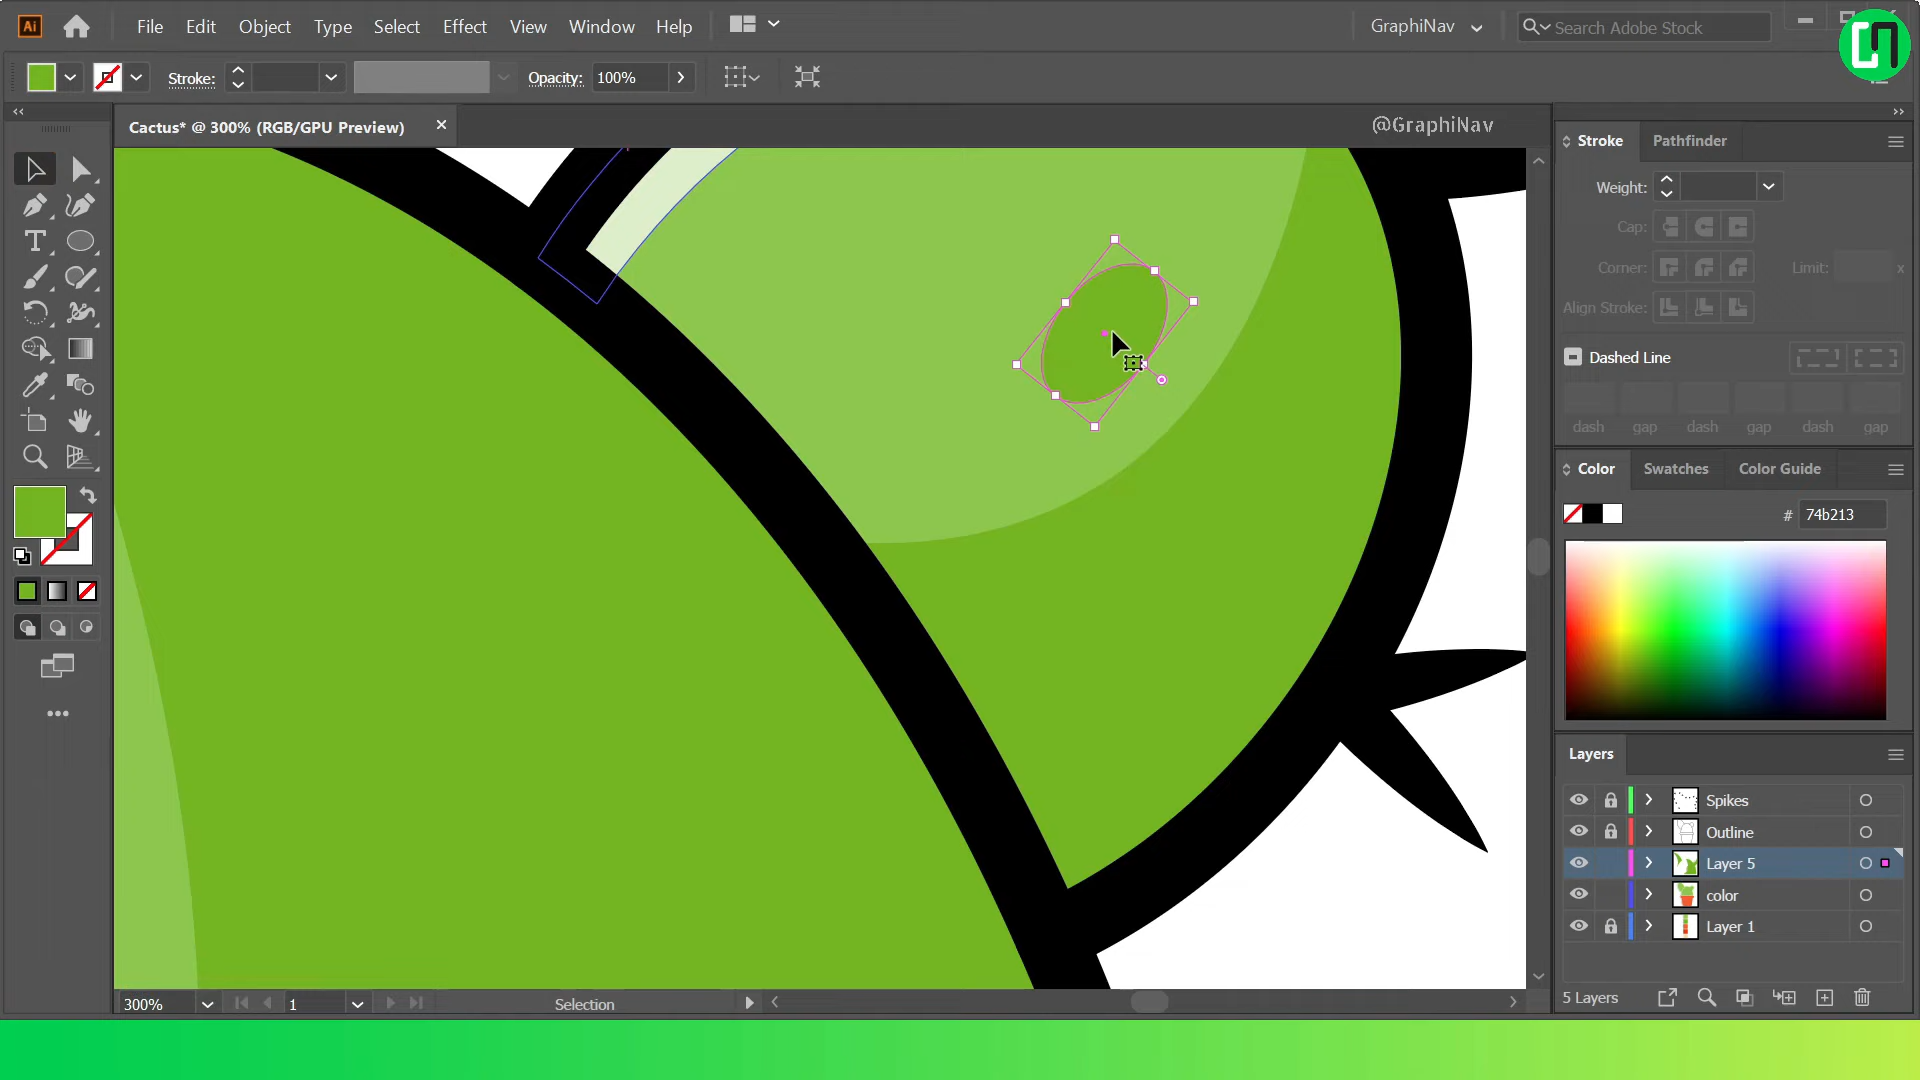 Ai File Edit Object Type Select Effect View Window Help GraphiNav Search Adobe Stock
Stroke: Opacity: 100%
Cactus* @ 300% (RGB/GPU Preview) @GraphiNav
Stroke Pathfinder
Weight:
Cap:
Corner: Limit: x
Align Stroke:
Dashed Line
dash gap dash gap dash gap
Color Swatches Color Guide
# 74b213
Layers
Spikes
Outline
Layer 5
color
Layer 1
5 Layers
300% 1 Selection